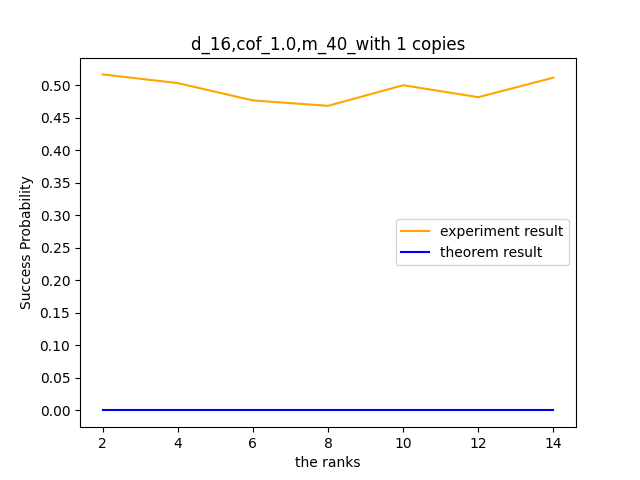 d_16,cof_1.0,m_40_with 1 copies
Success Probability
0.50
0.45
0.40
0.35
0.30
0.25
0.20
0.15
0.10
0.05
0.00
experiment result
theorem result
2 4 6 8 10 12 14
the ranks